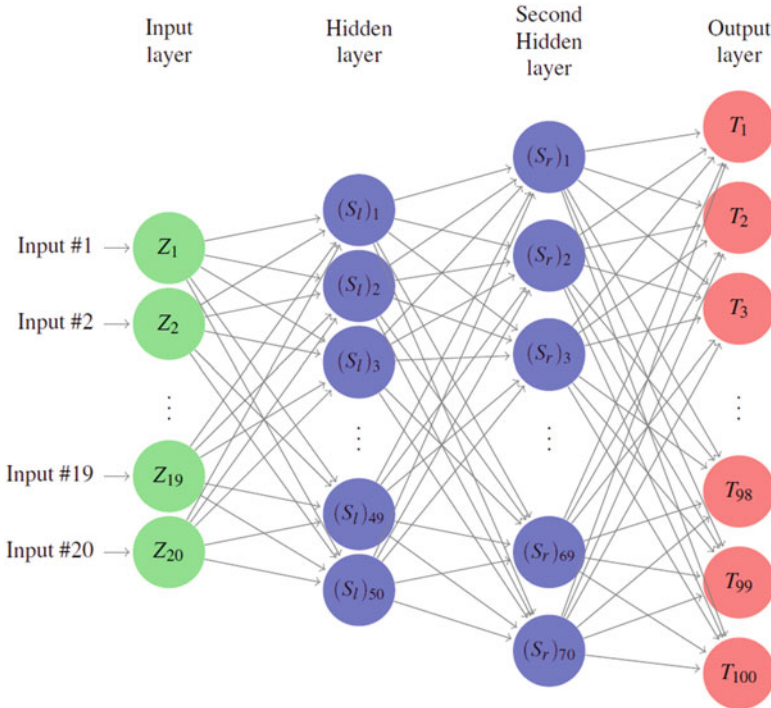 Input
layer
Hidden
layer
Second
Hidden
layer
Output
layer
Input #1
Input #2
Input #19
Input #20
Z₁
Z₂
⋮
Z₁₉
Z₂₀
(Sₗ)₁
(Sₗ)₂
(Sₗ)₃
⋮
(Sₗ)₄₉
(Sₗ)₅₀
(Sᵣ)₁
(Sᵣ)₂
(Sᵣ)₃
⋮
(Sᵣ)₆₉
(Sᵣ)₇₀
T₁
T₂
T₃
⋮
T₉₈
T₉₉
T₁₀₀